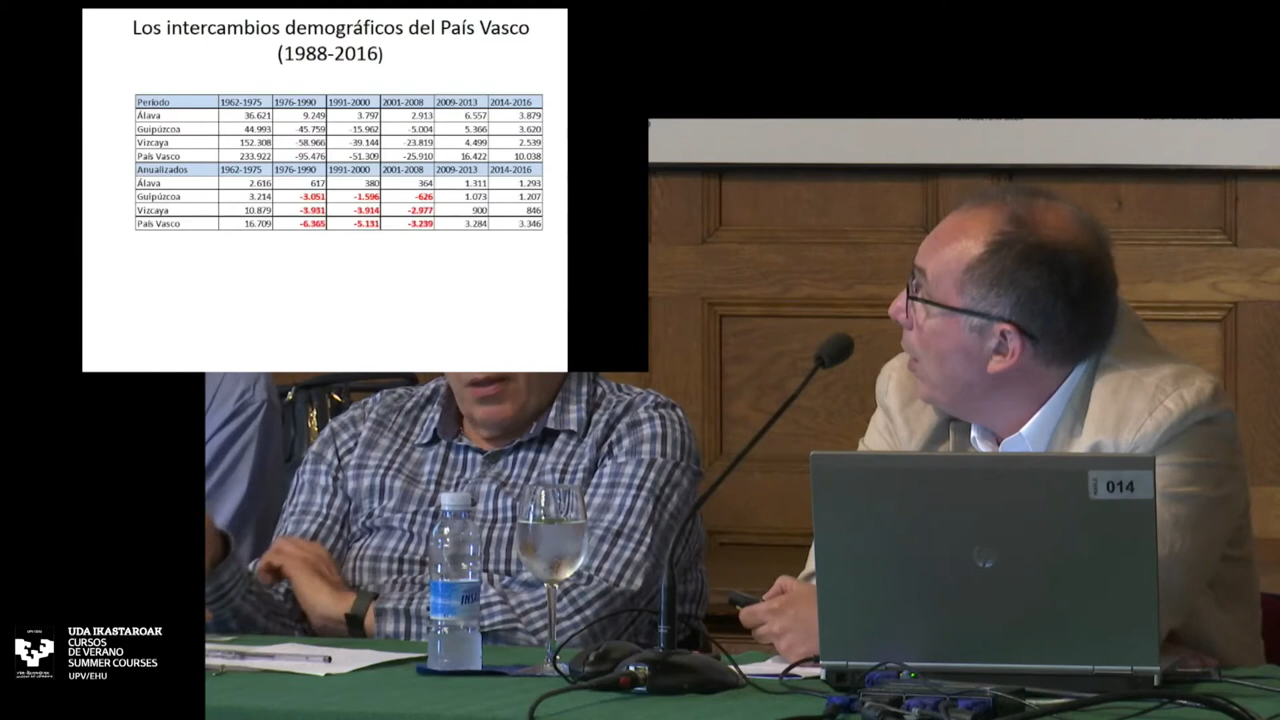 Los intercambios demográficos del País Vasco
(1988-2016)
Período 1962-1975 1976-1990 1991-2000 2001-2008 2009-2013 2014-2016
Álava 36.621 9.249 3.797 2.913 6.557 3.879
Guipúzcoa 44.993 -45.759 -15.962 -5.004 5.366 3.620
Vizcaya 152.308 -58.966 -39.144 -23.819 4.499 2.539
País Vasco 233.922 -95.476 -51.309 -25.910 16.422 10.038
Anualizados 1962-1975 1976-1990 1991-2000 2001-2008 2009-2013 2014-2016
Álava 2.616 617 380 364 1.311 1.293
Guipúzcoa 3.214 -3.051 -1.596 -626 1.073 1.207
Vizcaya 10.879 -3.931 -3.914 -2.977 900 846
País Vasco 16.709 -6.365 -5.131 -3.239 3.284 3.346
014
hp
UDA IKASTAROAK
CURSOS
DE VERANO
SUMMER COURSES
UPV/EHU